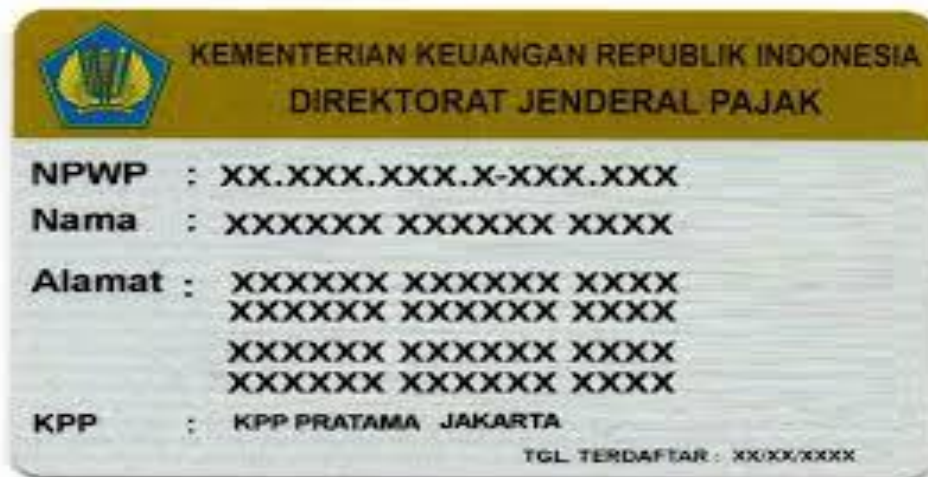 KEMENTERIAN KEUANGAN REPUBLIK INDONESIA
DIREKTORAT JENDERAL PAJAK
NPWP : XX.XXX.XXX.X-XXX.XXX
Nama : XXXXXX XXXXXX XXXX
Alamat : XXXXXX XXXXXX XXXX
XXXXXX XXXXXX XXXX
XXXXXX XXXXXX XXXX
XXXXXX XXXXXX XXXX
KPP : KPP PRATAMA JAKARTA
TGL. TERDAFTAR : XX/XX/XXXX